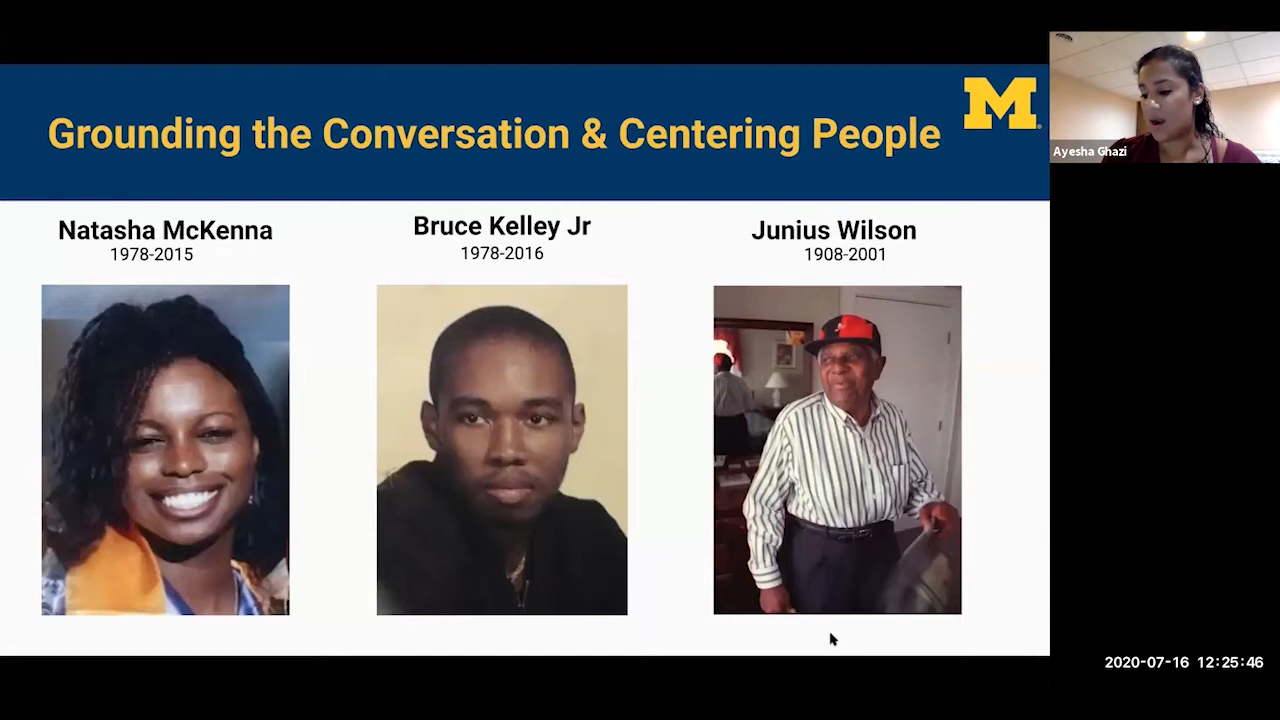 Grounding the Conversation & Centering People
M
Ayesha Ghazi
Natasha McKenna
1978-2015
Bruce Kelley Jr
1978-2016
Junius Wilson
1908-2001
2020-07-16 12:25:46